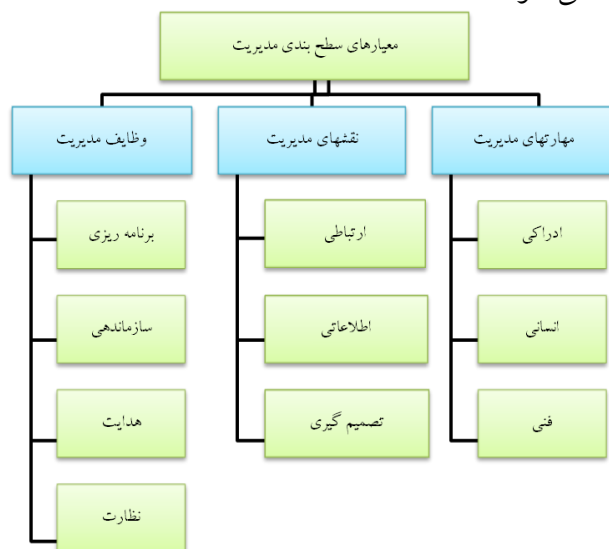 معیارهای سطح بندی مدیریت
مهارتهای مدیریت
نقشهای مدیریت
وظایف مدیریت
ادراکی
ارتباطی
برنامه ریزی
انسانی
اطلاعاتی
سازماندهی
فنی
تصمیم گیری
هدایت
نظارت